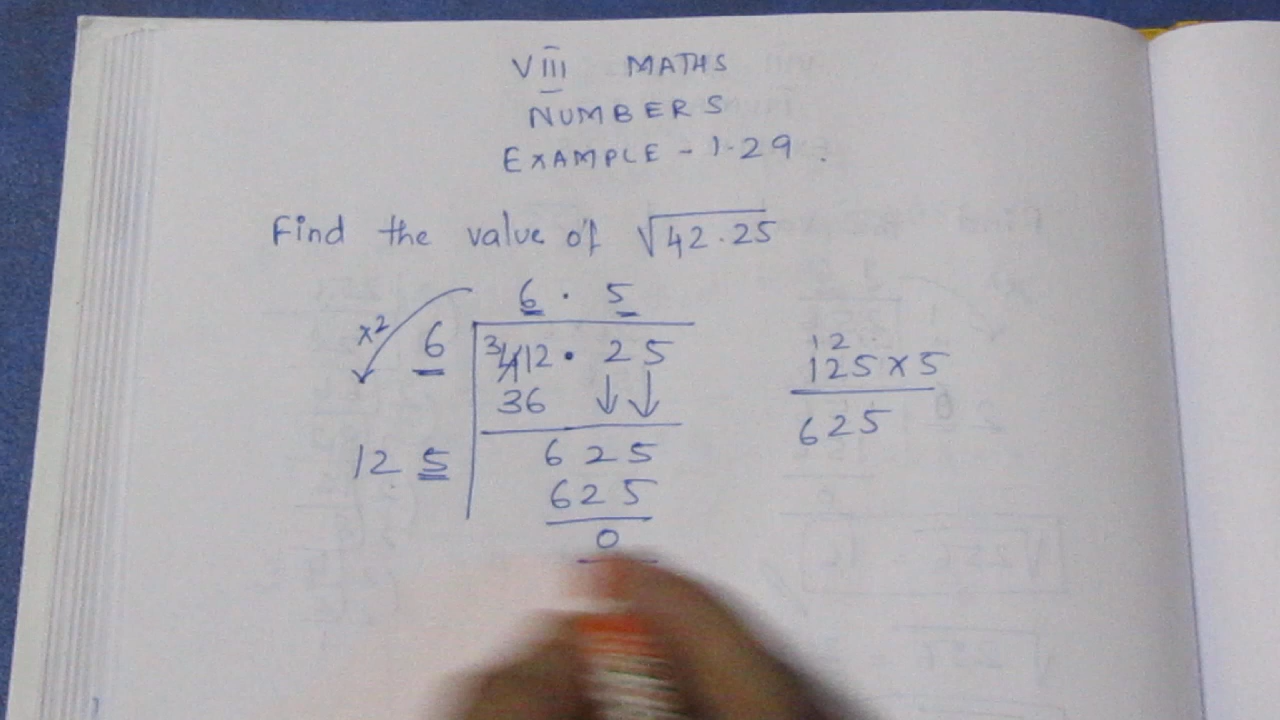 VIII MATHS
NUMBERS
EXAMPLE - 1.29.
Find the value of √42.25
6 . 5
x2 6 3 4 12 . 25 12
36 ↓↓ 125 x 5
12 5 625 625
625
0